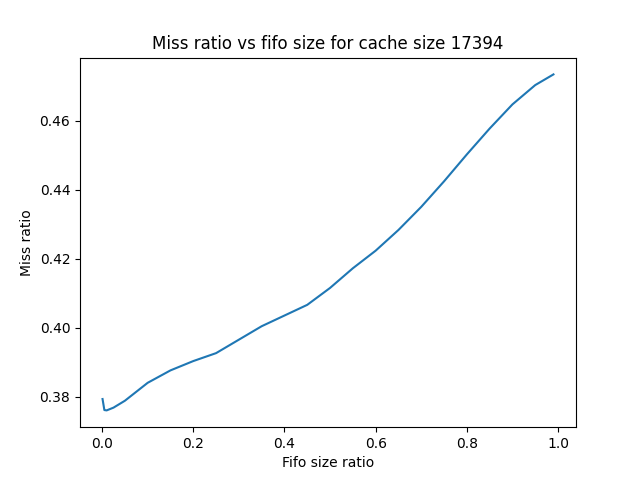 Miss ratio vs fifo size for cache size 17394
Miss ratio
0.46
0.44
0.42
0.40
0.38
0.0 0.2 0.4 0.6 0.8 1.0
Fifo size ratio